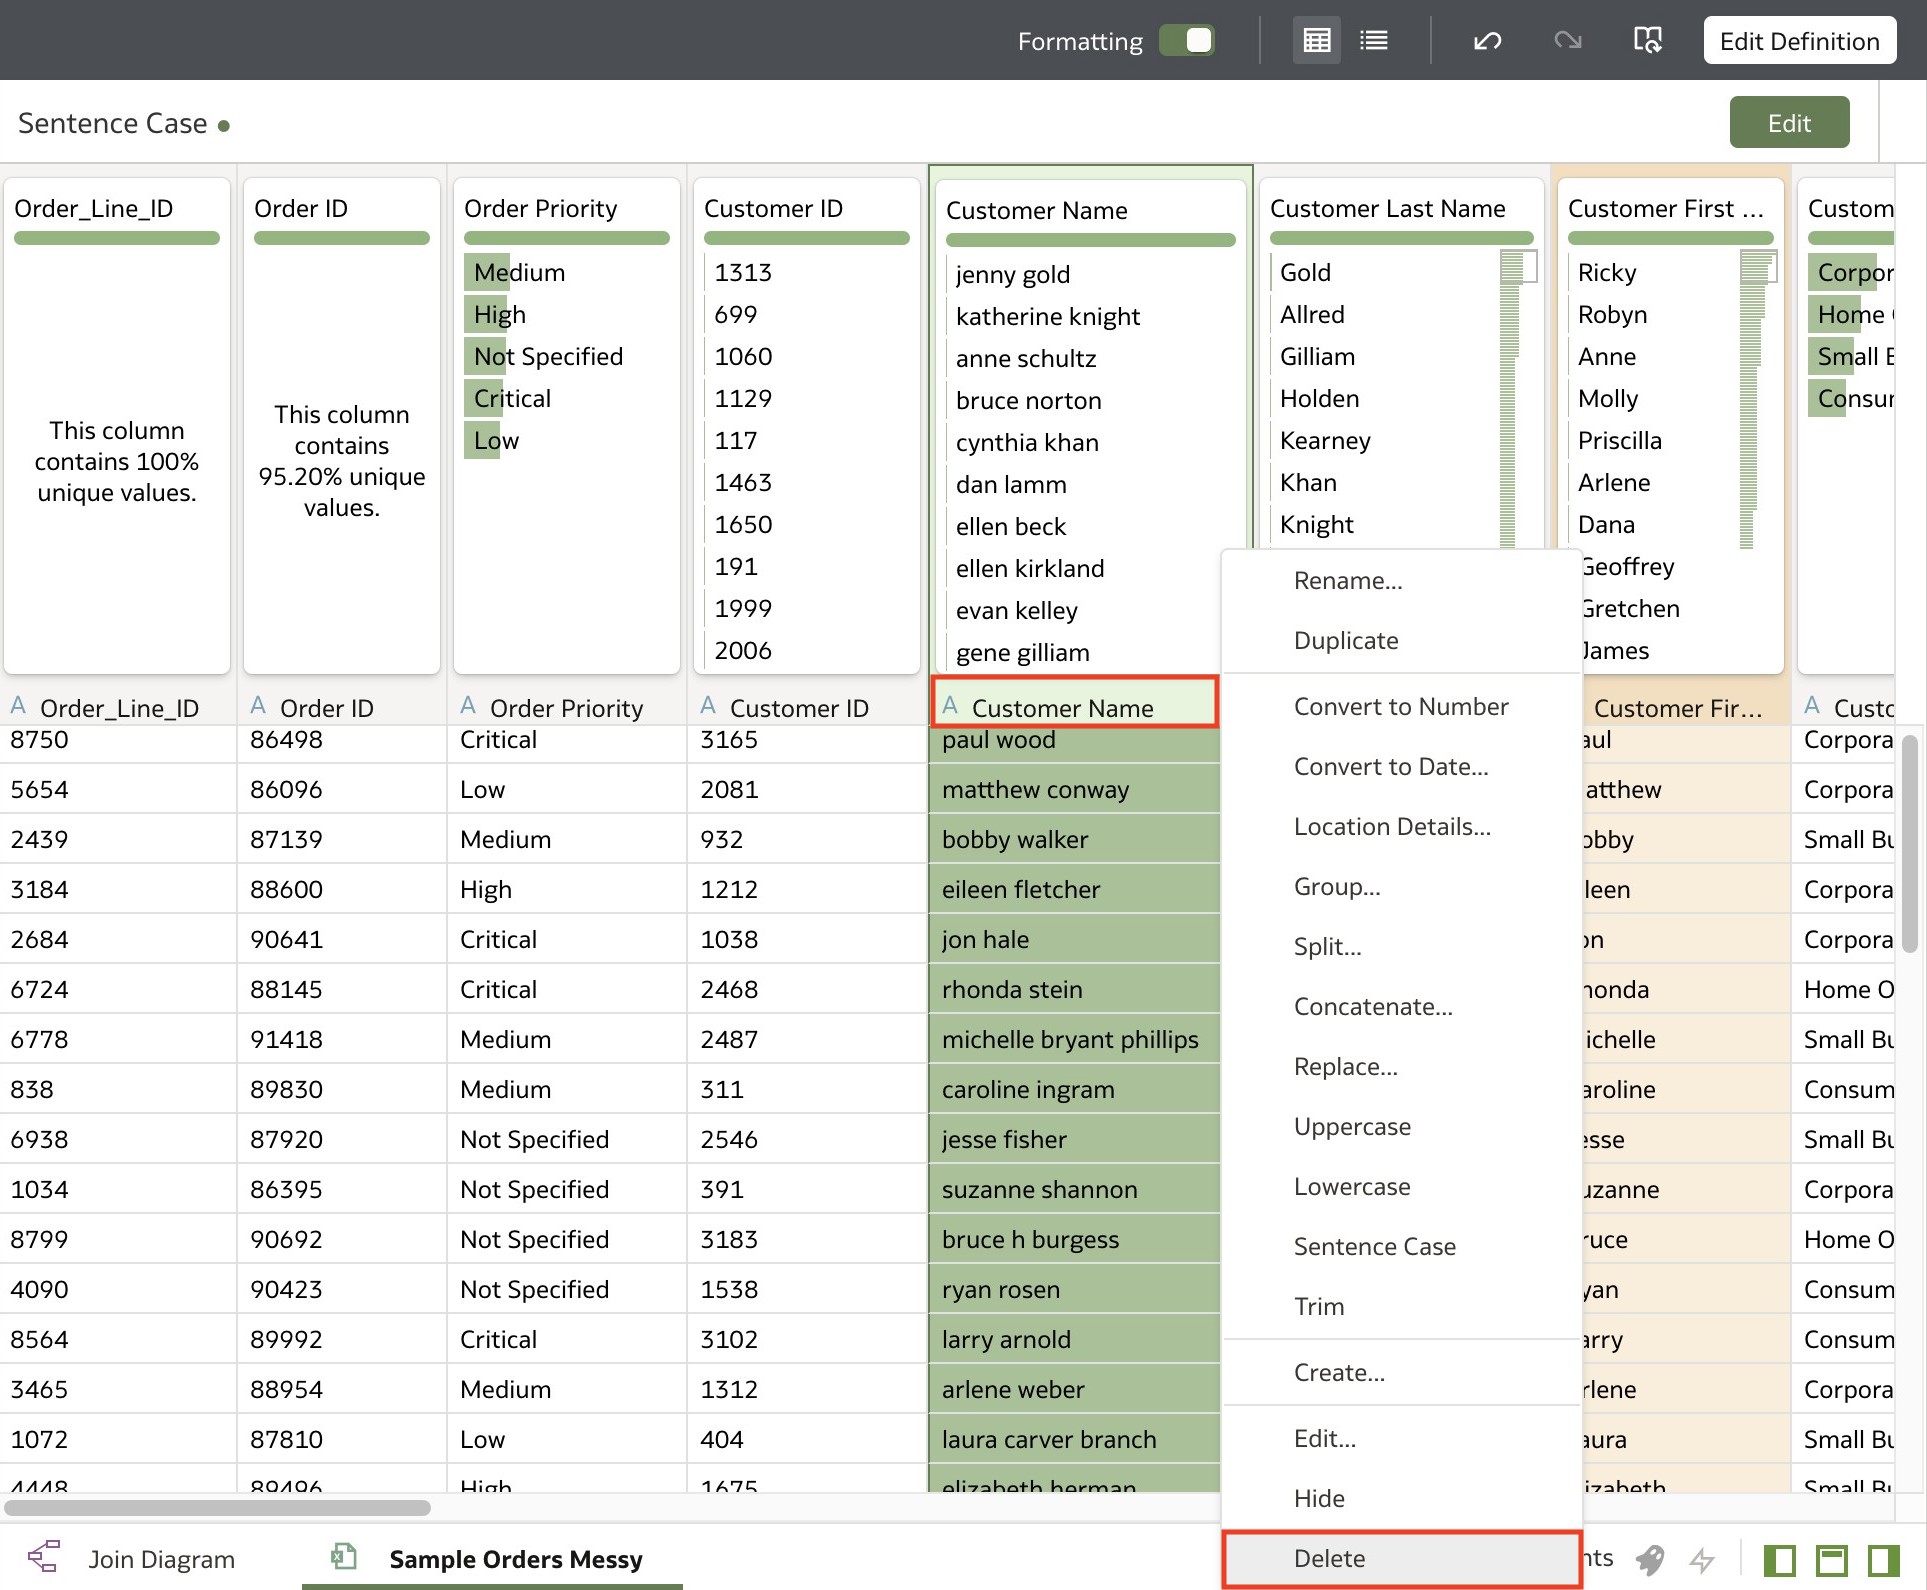 Formatting
Edit Definition
Sentence Case
Edit
Order_Line_ID Order ID Order Priority Customer ID Customer Name Customer Last Name Customer First ... Custom
This column
contains 100%
unique values.
This column
contains
95.20% unique
values.
Medium
High
Not Specified
Critical
Low
1313
699
1060
1129
117
1463
1650
191
1999
2006
jenny gold
katherine knight
anne schultz
bruce norton
cynthia khan
dan lamm
ellen beck
ellen kirkland
evan kelley
gene gilliam
Gold
Allred
Gilliam
Holden
Kearney
Khan
Knight
Ricky
Robyn
Anne
Molly
Priscilla
Arlene
Dana
Geoffrey
Gretchen
James
Corpor
Home
Small
Consu
A Order_Line_ID A Order ID A Order Priority A Customer ID A Customer Name Customer Fir... A Custo
8750 86498 Critical 3165 paul wood aul Corpora
5654 86096 Low 2081 matthew conway atthew Corpora
2439 87139 Medium 932 bobby walker obby Small Bu
3184 88600 High 1212 eileen fletcher leen Corpora
2684 90641 Critical 1038 jon hale on Corpora
6724 88145 Critical 2468 rhonda stein honda Home O
6778 91418 Medium 2487 michelle bryant phillips ichelle Small Bu
838 89830 Medium 311 caroline ingram aroline Consum
6938 87920 Not Specified 2546 jesse fisher esse Small Bu
1034 86395 Not Specified 391 suzanne shannon uzanne Corpora
8799 90692 Not Specified 3183 bruce h burgess ruce Home O
4090 90423 Not Specified 1538 ryan rosen yan Consum
8564 89992 Critical 3102 larry arnold arry Consum
3465 88954 Medium 1312 arlene weber rlene Corpora
1072 87810 Low 404 laura carver branch aura Small Bu
4448 89496 High 1675 elizabeth herman izabeth Small Bu
Rename...
Duplicate
Convert to Number
Convert to Date...
Location Details...
Group...
Split...
Concatenate...
Replace...
Uppercase
Lowercase
Sentence Case
Trim
Create...
Edit...
Hide
Delete
Join Diagram
Sample Orders Messy
nts